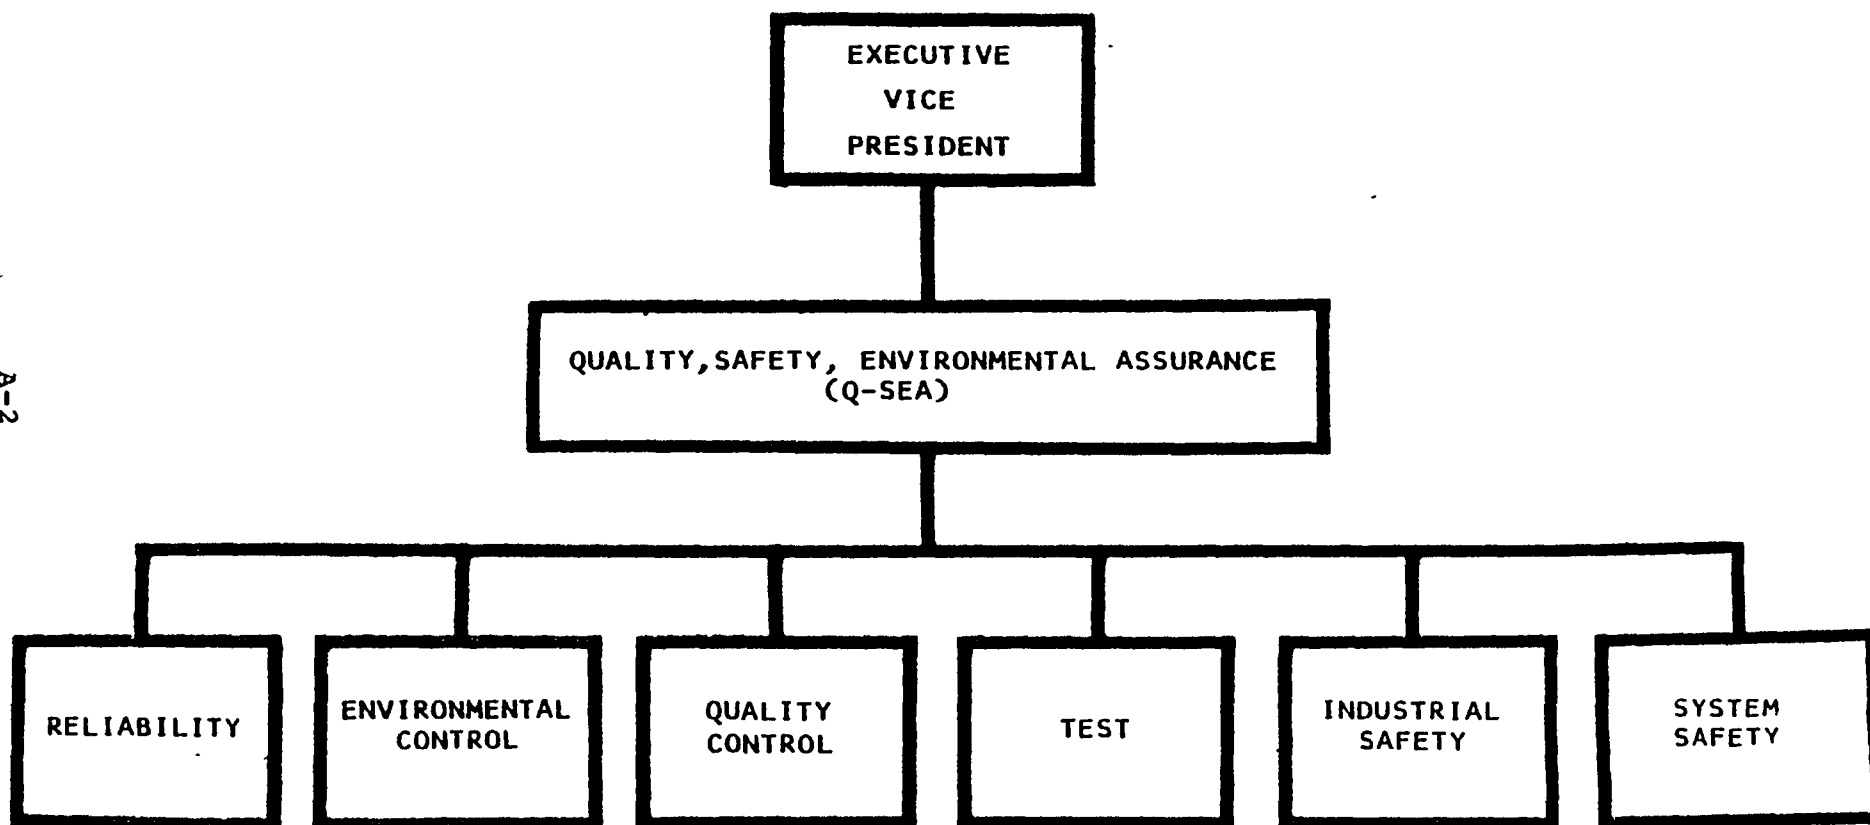 EXECUTIVE
VICE
PRESIDENT
QUALITY,SAFETY, ENVIRONMENTAL ASSURANCE
(Q-SEA)
A-2
RELIABILITY
ENVIRONMENTAL
CONTROL
QUALITY
CONTROL
TEST
INDUSTRIAL
SAFETY
SYSTEM
SAFETY